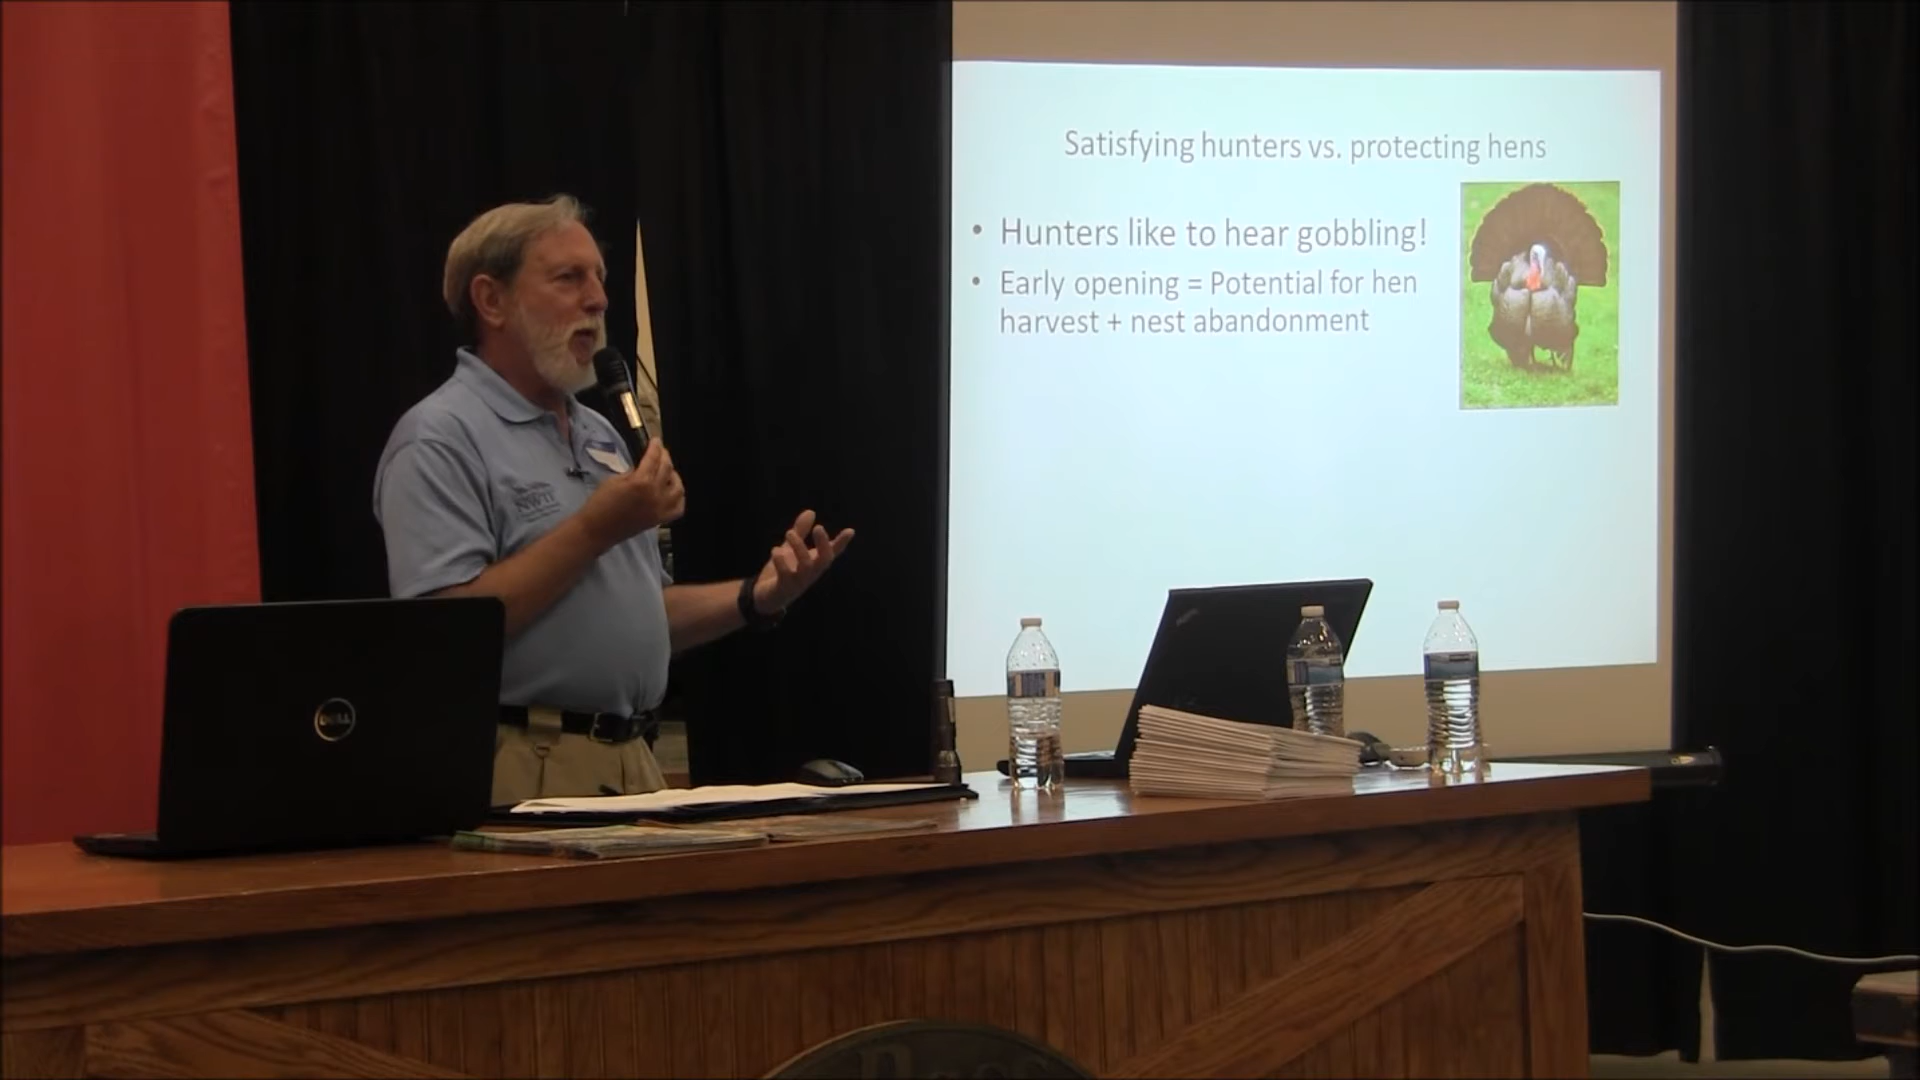 Satisfying hunters vs. protecting hens
• Hunters like to hear gobbling!
• Early opening = Potential for hen
harvest + nest abandonment
NWTF
DELL